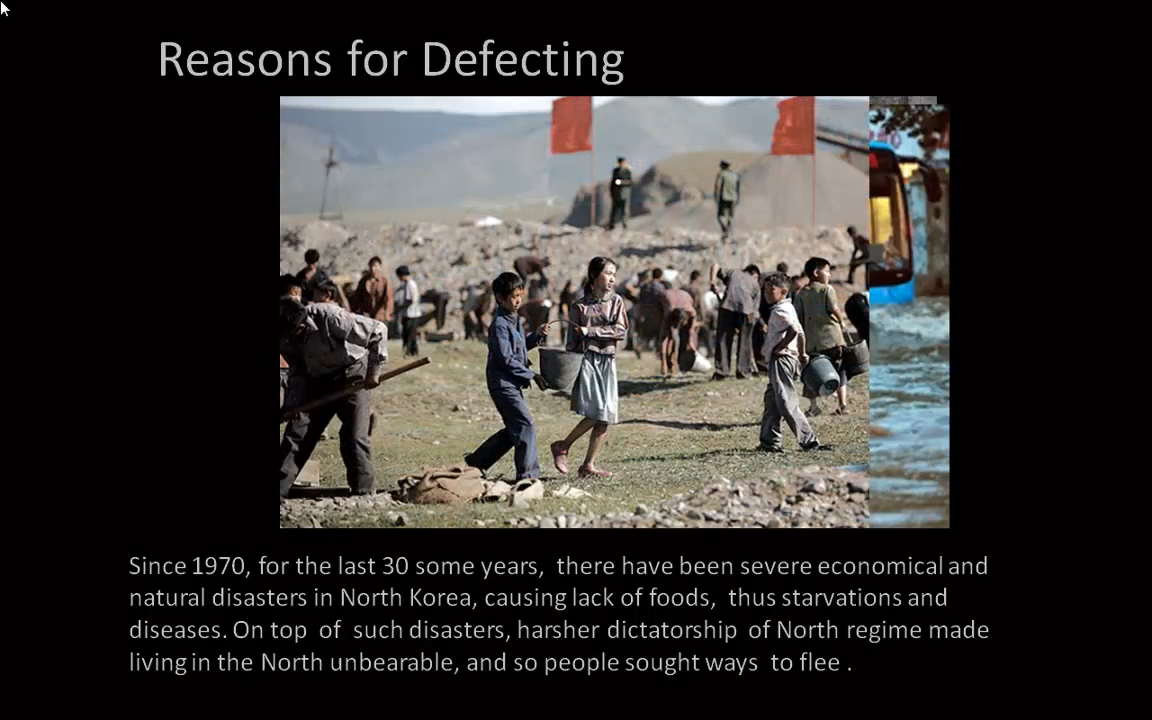 Reasons for Defecting
Since 1970, for the last 30 some years, there have been severe economical and
natural disasters in North Korea, causing lack of foods, thus starvations and
diseases. On top of such disasters, harsher dictatorship of North regime made
living in the North unbearable, and so people sought ways to flee .